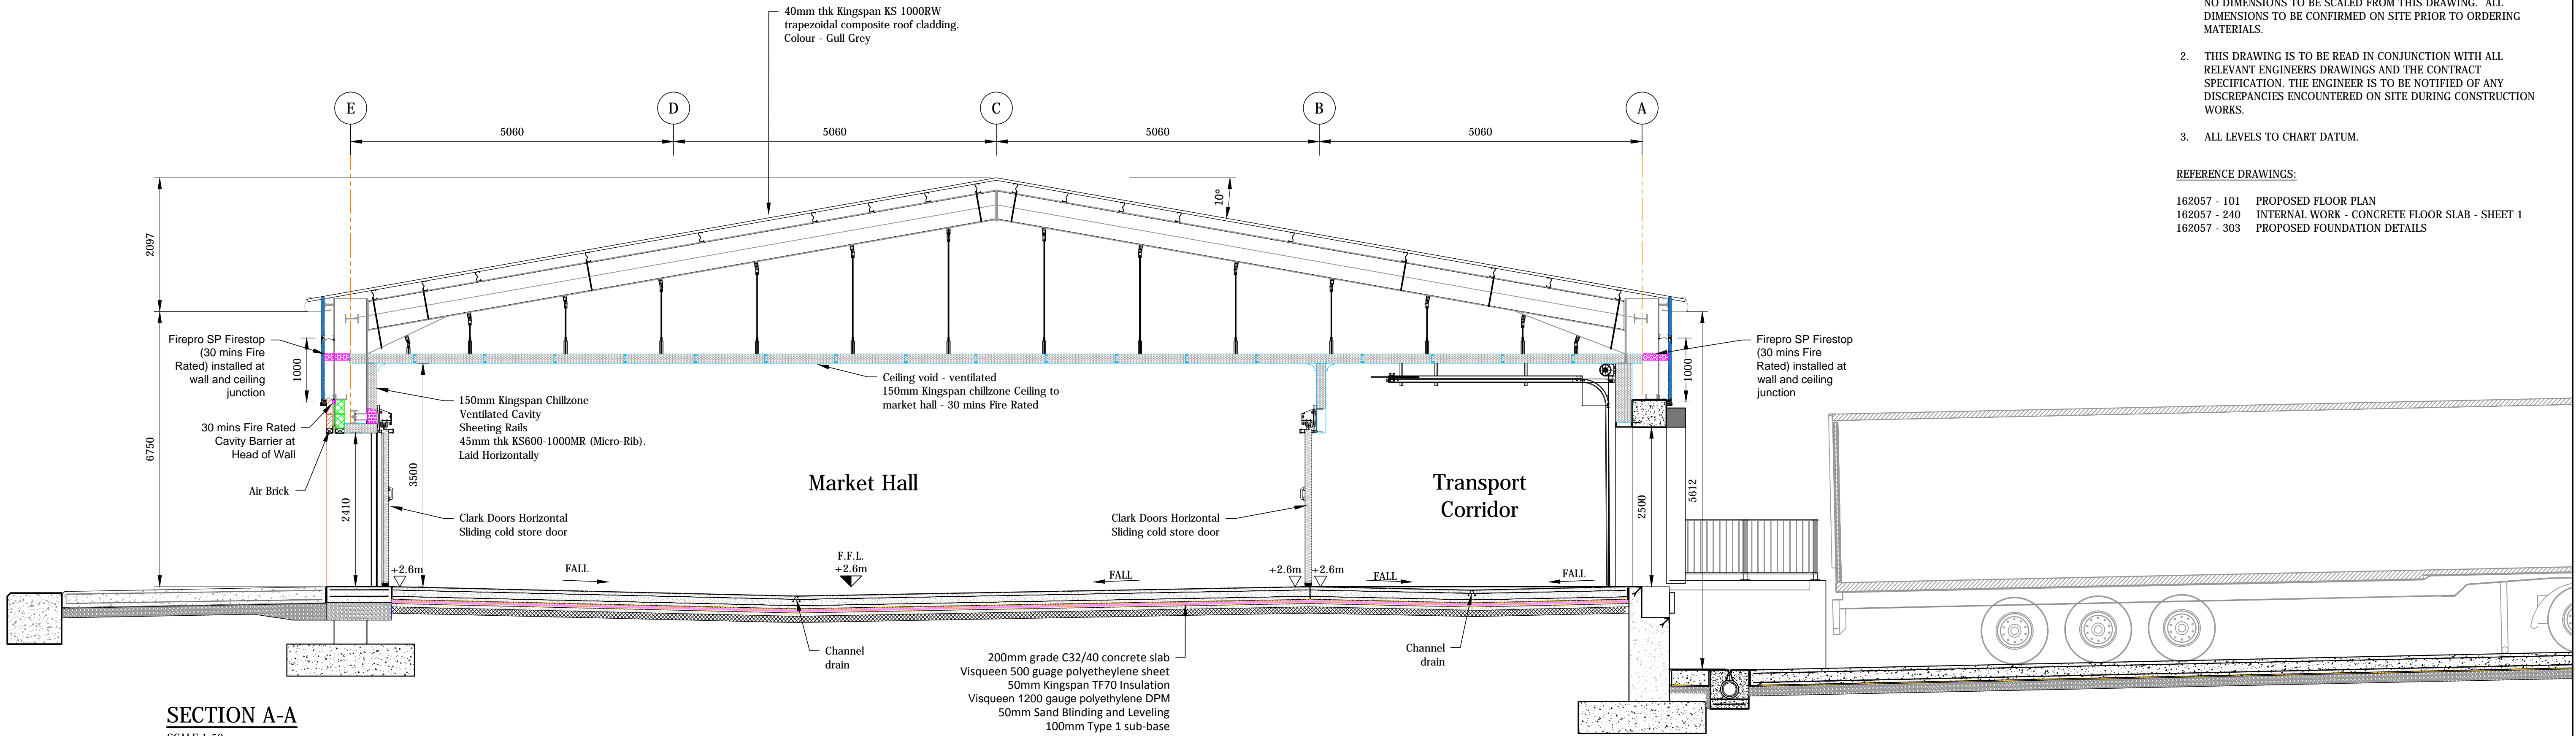 40mm thk Kingspan KS 1000RW
trapezoidal composite roof cladding.
Colour - Gull Grey
NO DIMENSIONS TO BE SCALED FROM THIS DRAWING. ALL
DIMENSIONS TO BE CONFIRMED ON SITE PRIOR TO ORDERING
MATERIALS.
2. THIS DRAWING IS TO BE READ IN CONJUNCTION WITH ALL
RELEVANT ENGINEERS DRAWINGS AND THE CONTRACT
SPECIFICATION. THE ENGINEER IS TO BE NOTIFIED OF ANY
DISCREPANCIES ENCOUNTERED ON SITE DURING CONSTRUCTION
WORKS.
3. ALL LEVELS TO CHART DATUM.
REFERENCE DRAWINGS:
162057 - 101 PROPOSED FLOOR PLAN
162057 - 240 INTERNAL WORK - CONCRETE FLOOR SLAB - SHEET 1
162057 - 303 PROPOSED FOUNDATION DETAILS
E
D
C
B
A
5060
5060
5060
5060
2097
10°
Firepro SP Firestop
(30 mins Fire
Rated) installed at
wall and ceiling
junction
1000
30 mins Fire Rated
Cavity Barrier at
Head of Wall
Air Brick
6750
2410
3500
150mm Kingspan Chillzone
Ventilated Cavity
Sheeting Rails
45mm thk KS600-1000MR (Micro-Rib).
Laid Horizontally
Clark Doors Horizontal
Sliding cold store door
Ceiling void - ventilated
150mm Kingspan chillzone Ceiling to
market hall - 30 mins Fire Rated
Market Hall
Clark Doors Horizontal
Sliding cold store door
Transport
Corridor
Firepro SP Firestop
(30 mins Fire
Rated) installed at
wall and ceiling
junction
1000
2500
5612
+2.6m
FALL
F.F.L.
+2.6m
FALL
+2.6m
+2.6m
FALL
FALL
Channel
drain
200mm grade C32/40 concrete slab
Visqueen 500 guage polyetheylene sheet
50mm Kingspan TF70 Insulation
Visqueen 1200 gauge polyethylene DPM
50mm Sand Blinding and Leveling
100mm Type 1 sub-base
Channel
drain
SECTION A-A
SCALE 1:50